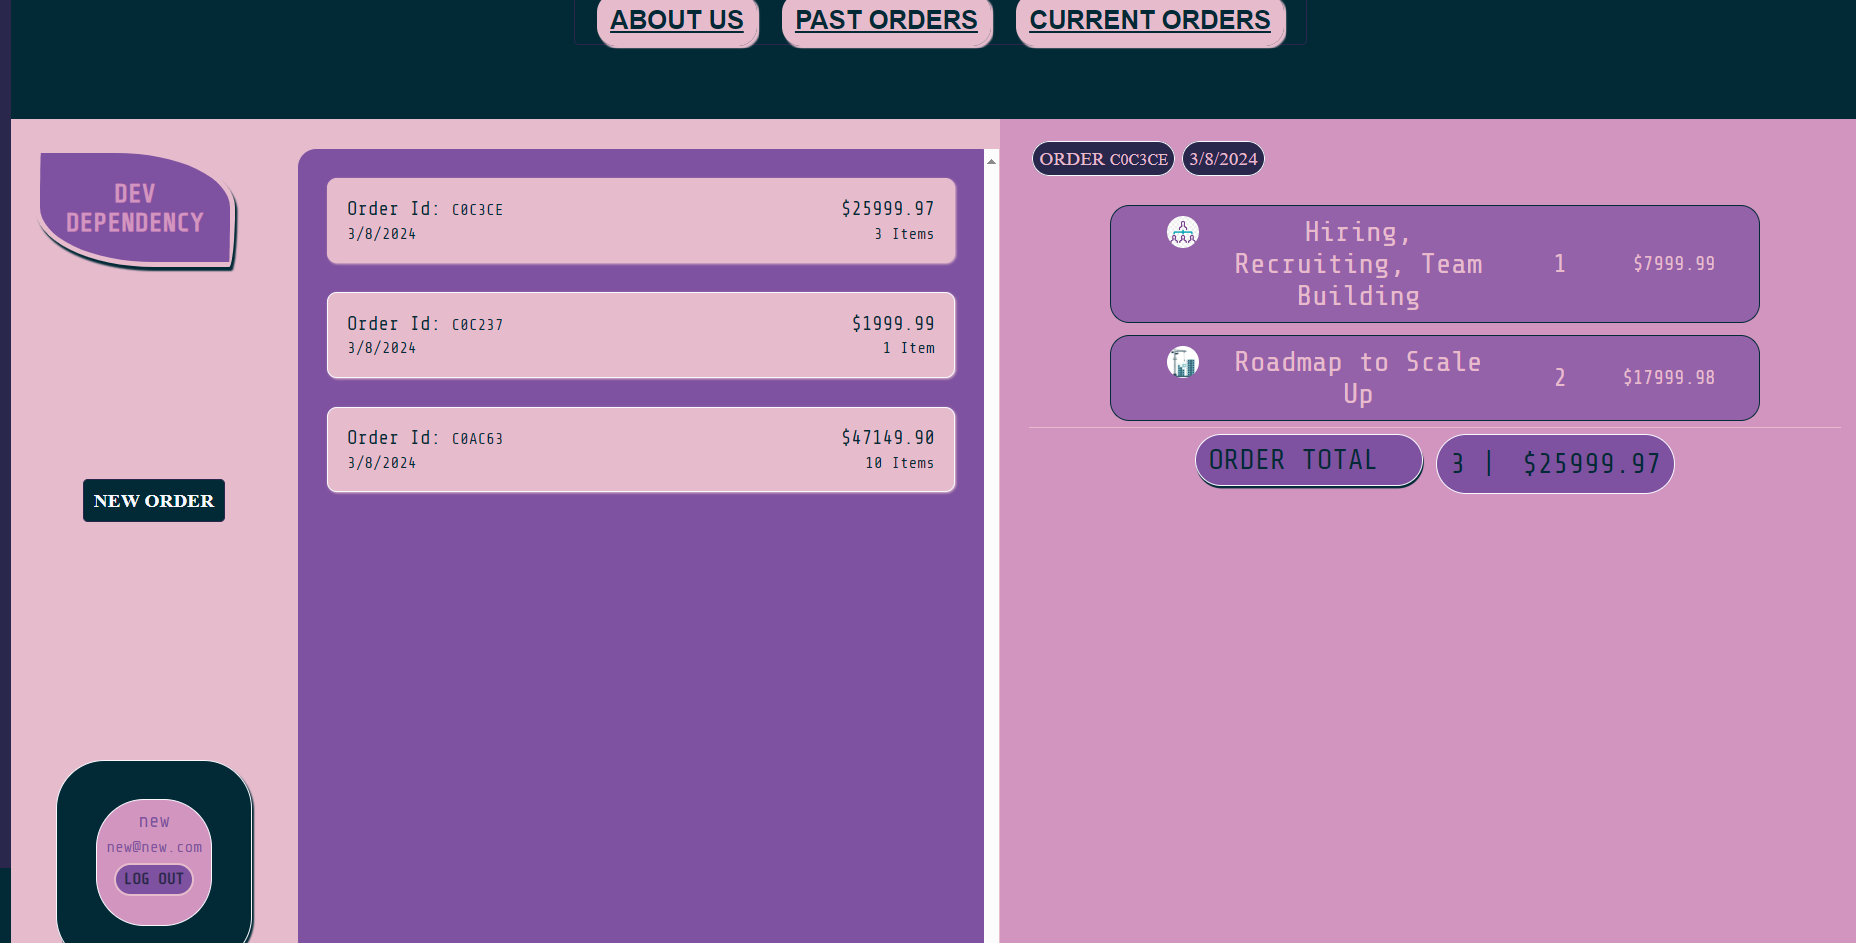 ABOUT US
PAST ORDERS
CURRENT ORDERS
DEV
DEPENDENCY
NEW ORDER
new
new@new.com
LOG OUT
Order Id: C0C3CE
$25999.97
3/8/2024
3 Items
Order Id: C0C237
$1999.99
3/8/2024
1 Item
Order Id: C0AC63
$47149.90
3/8/2024
10 Items
ORDER C0C3CE
3/8/2024
Hiring,
Recruiting, Team
Building
1
$7999.99
Roadmap to Scale
Up
2
$17999.98
ORDER TOTAL
3 | $25999.97